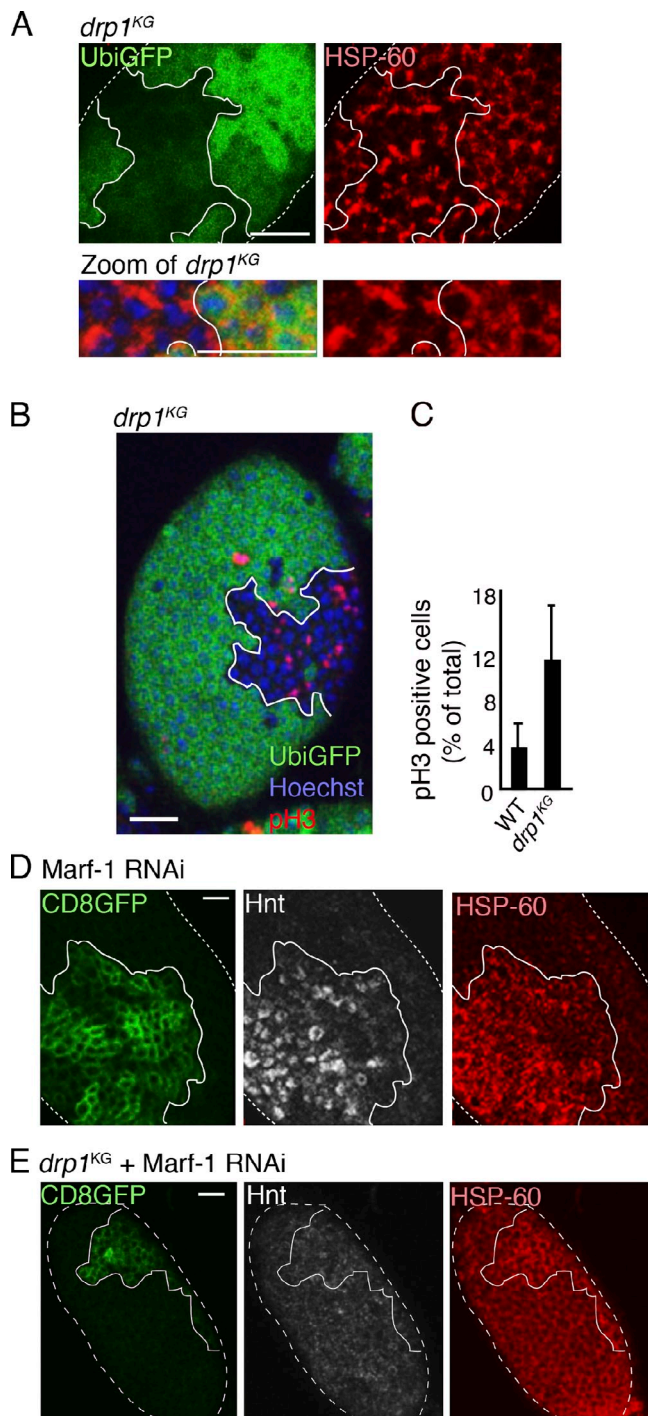 A
drp1KG
UbiGFP HSP-60
Zoom of drp1KG
B
drp1KG
UbiGFP
Hoechst
pH3
C
pH3 positive cells
(% of total)
18
12
4
0
WT
drp1KG
D Marf-1 RNAi
CD8GFP Hnt HSP-60
E drp1KG + Marf-1 RNAi
CD8GFP Hnt HSP-60